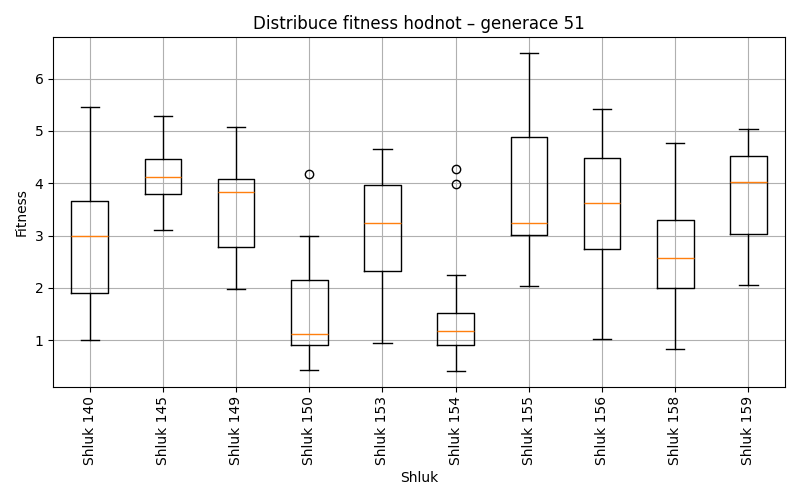 Distribuce fitness hodnot – generace 51
Fitness
6
5
4
3
2
1
Shluk 140
Shluk 145
Shluk 149
Shluk 150
Shluk 153
Shluk 154
Shluk 155
Shluk 156
Shluk 158
Shluk 159
Shluk